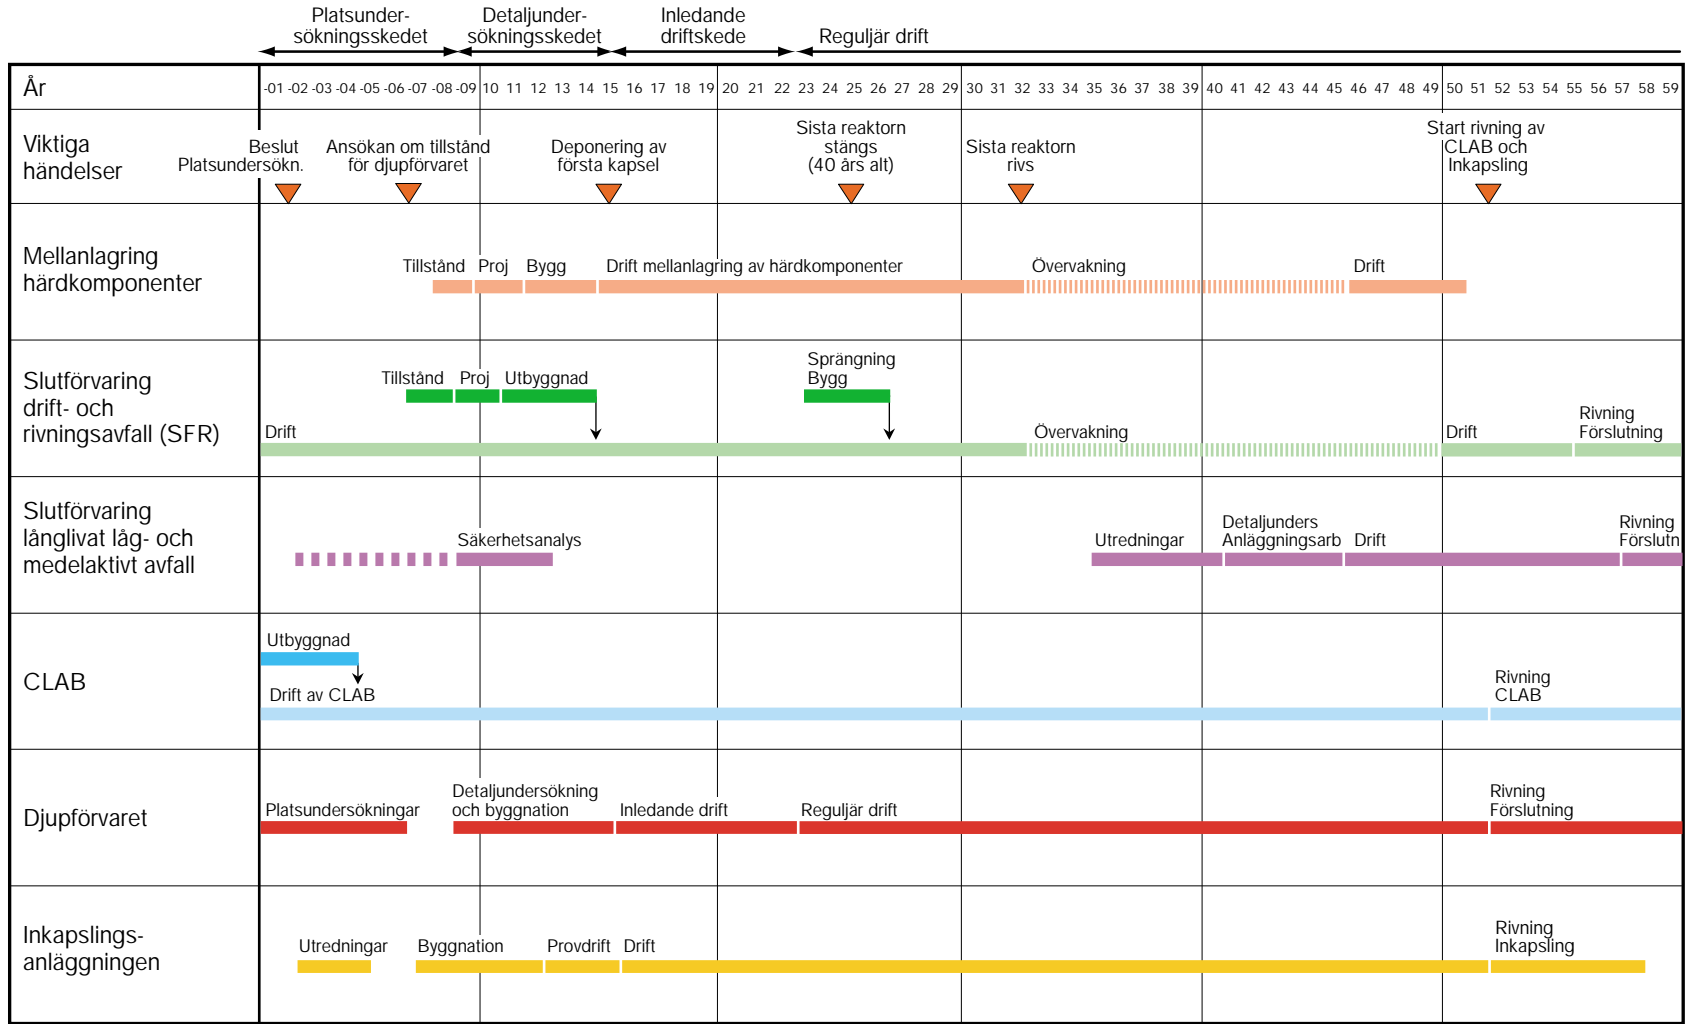 Platsunder-
sökningsskedet
Detaljunder-
sökningsskedet
Inledande
driftskede
Reguljär drift
År
-01 -02 -03 -04 -05 -06 -07 -08 -09 10 11 12 13 14 15 16 17 18 19 20 21 22 23 24 25 26 27 28 29 30 31 32 33 34 35 36 37 38 39 40 41 42 43 44 45 46 47 48 49 50 51 52 53 54 55 56 57 58 59
Viktiga
händelser
Beslut
Platsundersökn.
Ansökan om tillstånd
för djupförvaret
Deponering av
första kapsel
Sista reaktorn
stängs
(40 års alt)
Sista reaktorn
rivs
Start rivning av
CLAB och
Inkapsling
Mellanlagring
härdkomponenter
Tillstånd
Proj
Bygg
Drift mellanlagring av härdkomponenter
Övervakning
Drift
Slutförvaring
drift- och
rivningsavfall (SFR)
Tillstånd
Proj
Utbyggnad
Sprängning
Bygg
Drift
Övervakning
Drift
Rivning
Förslutning
Slutförvaring
långlivat låg- och
medelaktivt avfall
Säkerhetsanalys
Utredningar
Detaljunders
Anläggningsarb
Drift
Rivning
Förslutn
CLAB
Utbyggnad
Drift av CLAB
Rivning
CLAB
Djupförvaret
Platsundersökningar
Detaljundersökning
och byggnation
Inledande drift
Reguljär drift
Rivning
Förslutning
Inkapslings-
anläggningen
Utredningar
Byggnation
Provdrift
Drift
Rivning
Inkapsling